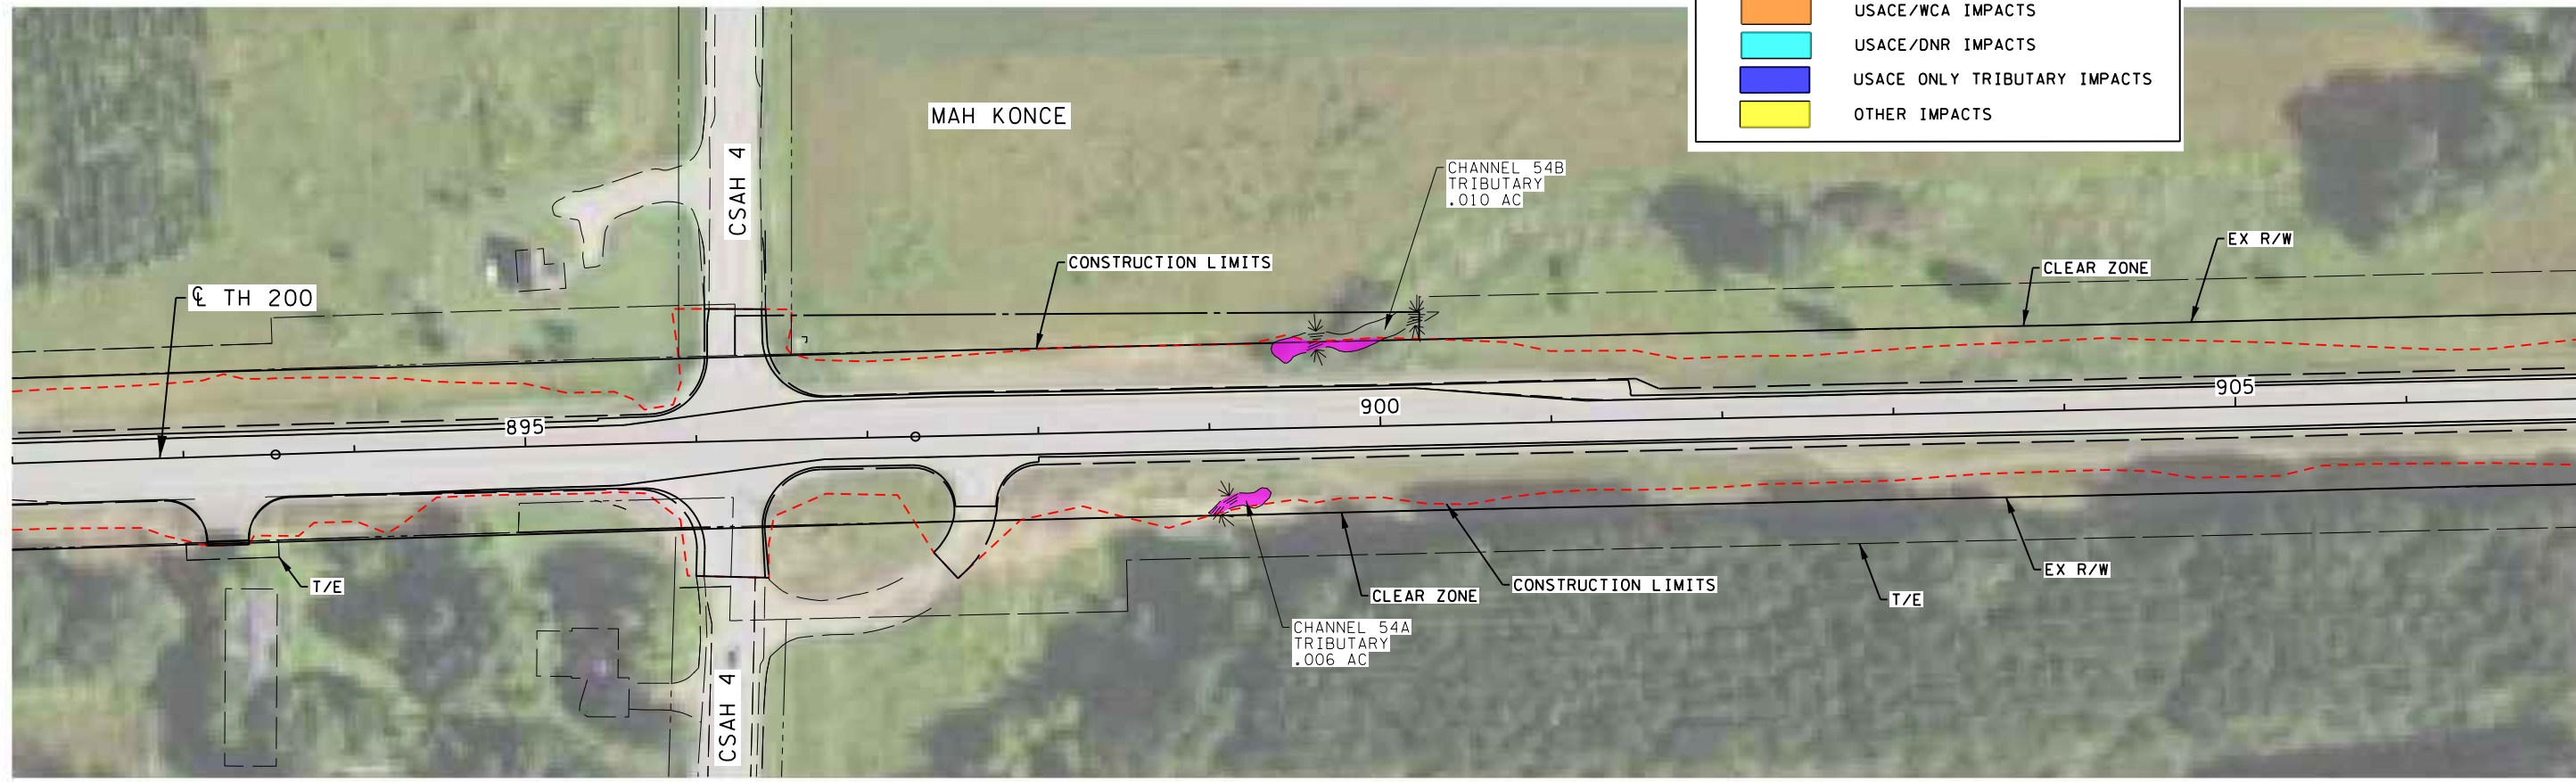 USACE/WCA IMPACTS
USACE/DNR IMPACTS
USACE ONLY TRIBUTARY IMPACTS
OTHER IMPACTS
MAH KONCE
CSAH 4
CHANNEL 54B
TRIBUTARY
.010 AC
EX R/W
CONSTRUCTION LIMITS
CLEAR ZONE
℄ TH 200
895
900
905
T/E
EX R/W
CONSTRUCTION LIMITS
CLEAR ZONE
T/E
CHANNEL 54A
TRIBUTARY
.006 AC
CSAH 4